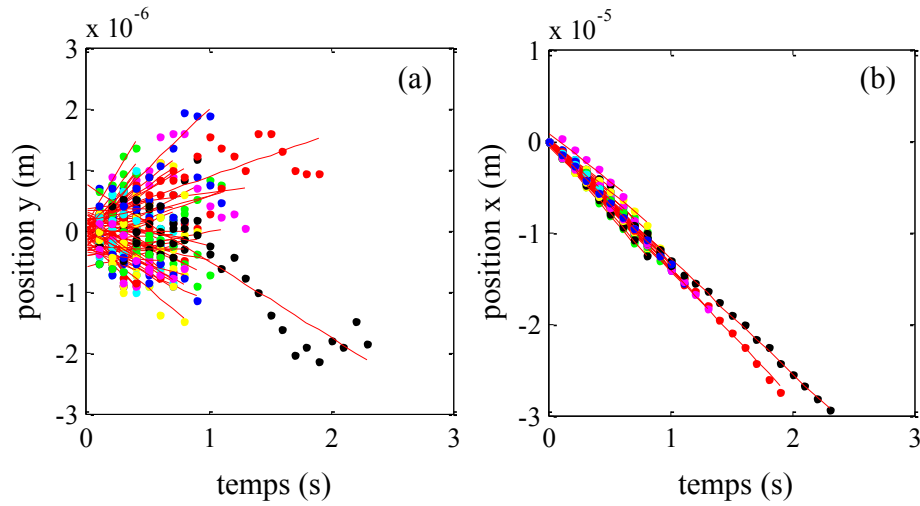 x 10^-6
(a)
3
2
1
0
-1
-2
-3
0 1 2 3
position y (m)
temps (s)
x 10^-5
(b)
1
0
-1
-2
-3
0 1 2 3
position x (m)
temps (s)